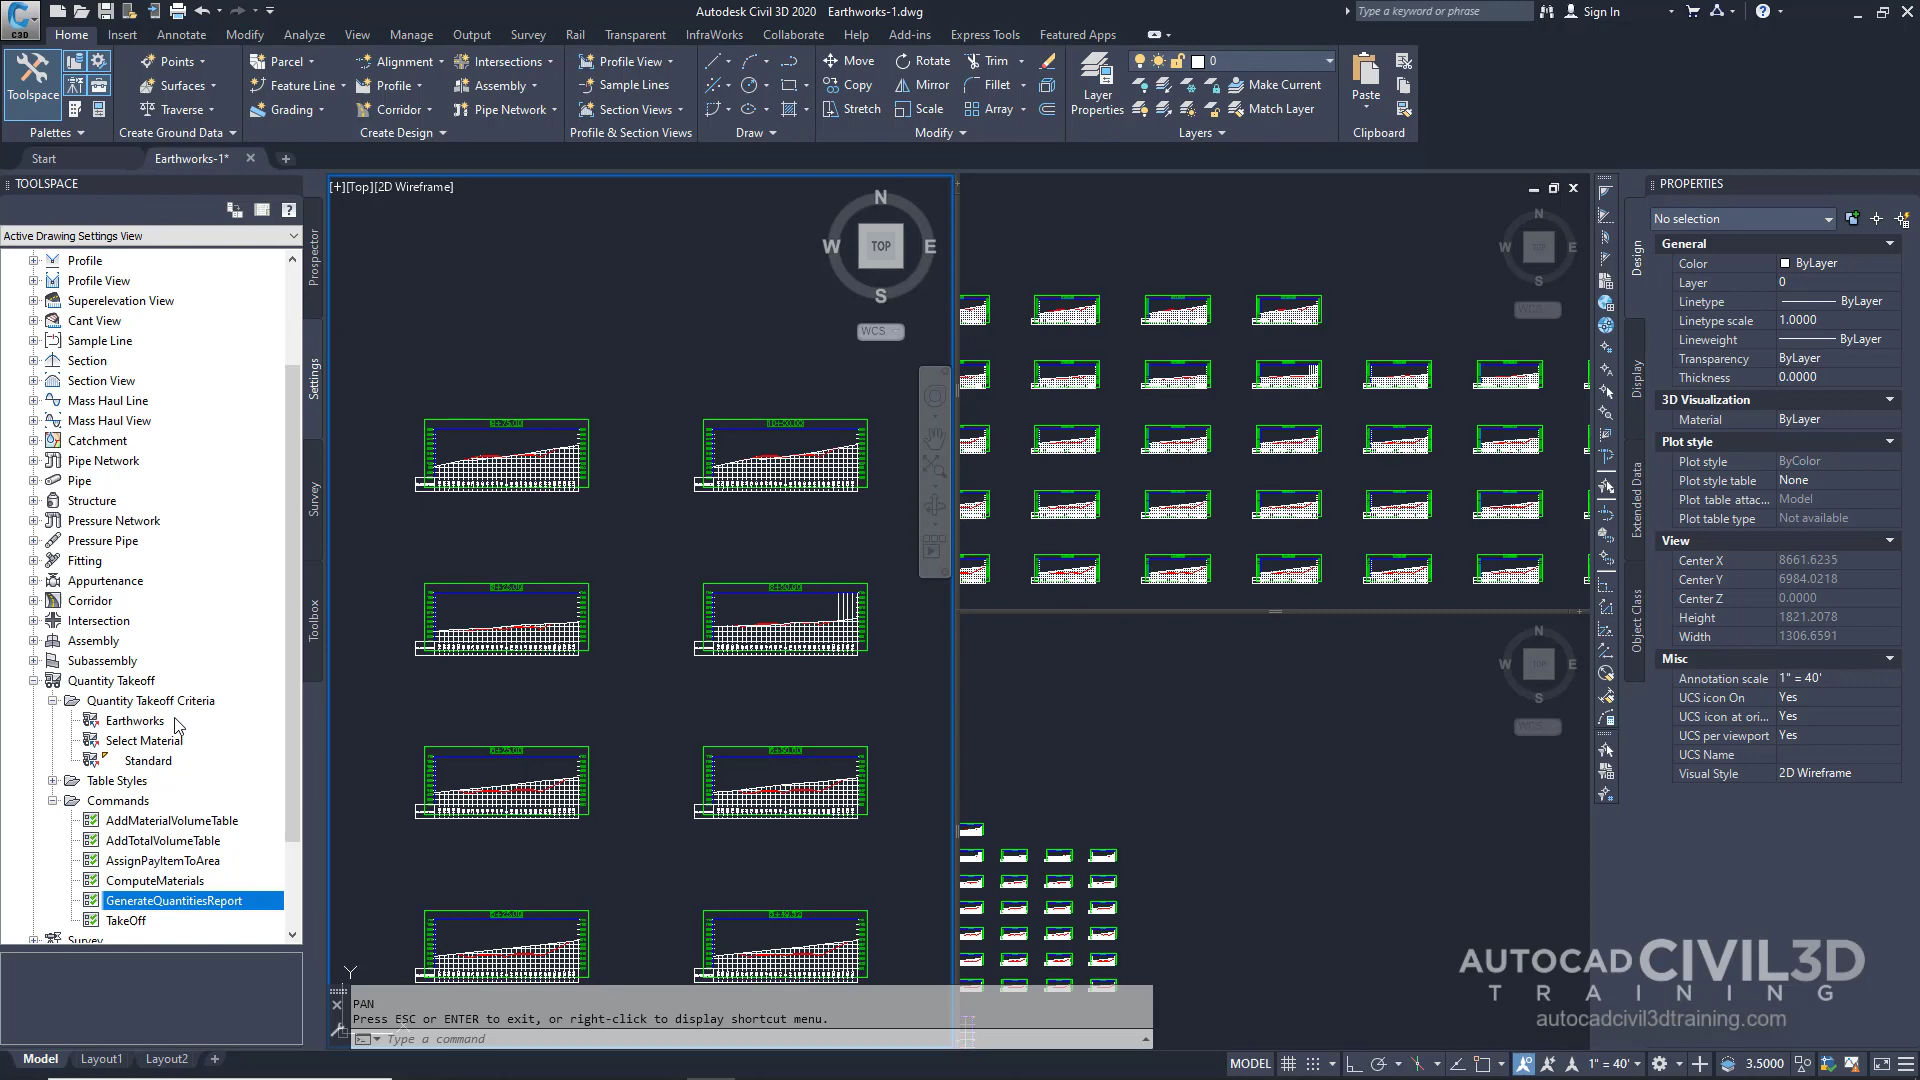 Autodesk Civil 3D 2020 Earthworks-1.dwg
Type a keyword or phrase
Sign In
C3D
Home Insert Annotate Modify Analyze View Manage Output Survey Rail Transparent InfraWorks Collaborate Help Add-ins Express Tools Featured Apps
Toolspace
Points
Surfaces
Traverse
Parcel
Feature Line
Grading
Alignment
Profile
Corridor
Intersections
Assembly
Pipe Network
Profile View
Sample Lines
Section Views
Move
Copy
Stretch
Rotate
Mirror
Scale
Trim
Fillet
Array
Layer
Properties
0
Make Current
Match Layer
Paste
Palettes
Create Ground Data
Create Design
Profile & Section Views
Draw
Modify
Layers
Clipboard
Start
Earthworks-1*
TOOLSPACE
Active Drawing Settings View
Profile
Profile View
Superelevation View
Cant View
Sample Line
Section
Section View
Mass Haul Line
Mass Haul View
Catchment
Pipe Network
Pipe
Structure
Pressure Network
Pressure Pipe
Fitting
Appurtenance
Corridor
Intersection
Assembly
Subassembly
Quantity Takeoff
Quantity Takeoff Criteria
Earthworks
Select Material
Standard
Table Styles
Commands
AddMaterialVolumeTable
AddTotalVolumeTable
AssignPayItemToArea
ComputeMaterials
GenerateQuantitiesReport
TakeOff
Survey
Prospector
Settings
Survey
Toolbox
[+][Top][2D Wireframe]
N
W TOP E
S
WCS
N
W TOP E
S
WCS
N
W TOP E
S
WCS
Y
PAN
Press ESC or ENTER to exit, or right-click to display shortcut menu.
Type a command
PROPERTIES
No selection
Design
Display
Extended Data
Object Class
General
Color ByLayer
Layer 0
Linetype ByLayer
Linetype scale 1.0000
Lineweight ByLayer
Transparency ByLayer
Thickness 0.0000
3D Visualization
Material ByLayer
Plot style
Plot style ByColor
Plot style table None
Plot table attac... Model
Plot table type Not available
View
Center X 8661.6235
Center Y 6984.0218
Center Z 0.0000
Height 1821.2078
Width 1306.6591
Misc
Annotation scale 1" = 40'
UCS icon On Yes
UCS icon at ori... Yes
UCS per viewport Yes
UCS Name
Visual Style 2D Wireframe
AUTOCAD CIVIL3D
TRAINING
autocadcivil3dtraining.com
Model Layout1 Layout2
MODEL
1" = 40'
3.5000